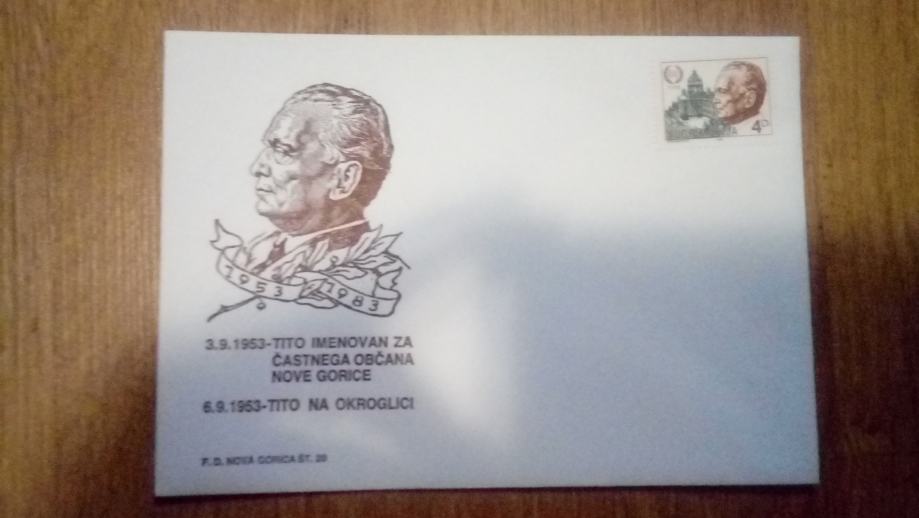 4
1953 1983
3.9.1953-TITO IMENOVAN ZA
ČASTNEGA OBČANA
NOVE GORICE
6.9.1953-TITO NA OKROGLICI
F. D. NOVA GORICA ŠT. 20